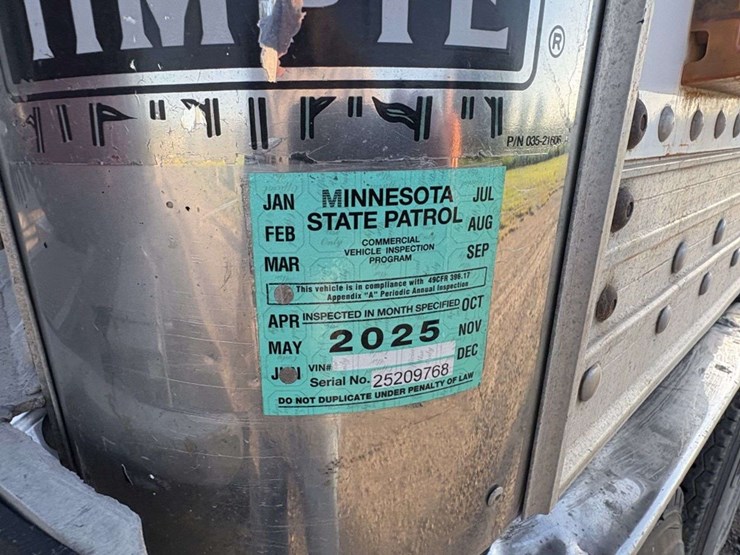 ®
P/N 035-21606
JAN
FEB
MAR
APR
MAY
MINNESOTA
STATE PATROL
COMMERCIAL
VEHICLE INSPECTION
PROGRAM
JUL
AUG
SEP
This vehicle is in compliance with 49CFR 396.17
Appendix "A" Periodic Annual Inspection
INSPECTED IN MONTH SPECIFIED
2025
OCT
NOV
DEC
VIN#
Serial No. 25209768
DO NOT DUPLICATE UNDER PENALTY OF LAW